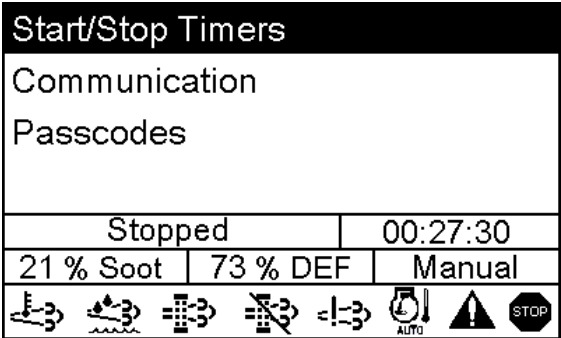 Start/Stop Timers
Communication
Passcodes
Stopped 00:27:30
21 % Soot 73 % DEF Manual
AUTO STOP